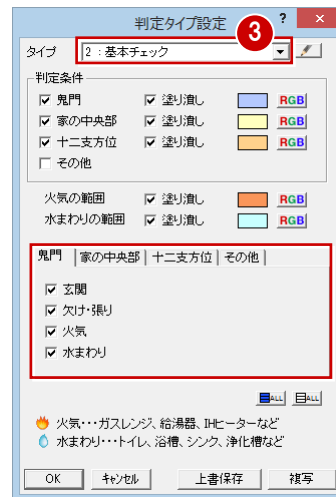 判定タイプ設定 ? ×
3
タイプ 2：基本チェック
判定条件
鬼門 塗り潰し RGB
家の中央部 塗り潰し RGB
十二支方位 塗り潰し RGB
その他
火気の範囲 塗り潰し RGB
水まわりの範囲 塗り潰し RGB
鬼門 家の中央部 十二支方位 その他
玄関
欠け・張り
火気
水まわり
ALL ALL
火気・・・ガスレンジ、給湯器、IHヒーターなど
水まわり・・・トイレ、浴槽、シンク、浄化槽など
OK キャンセル 上書保存 複写